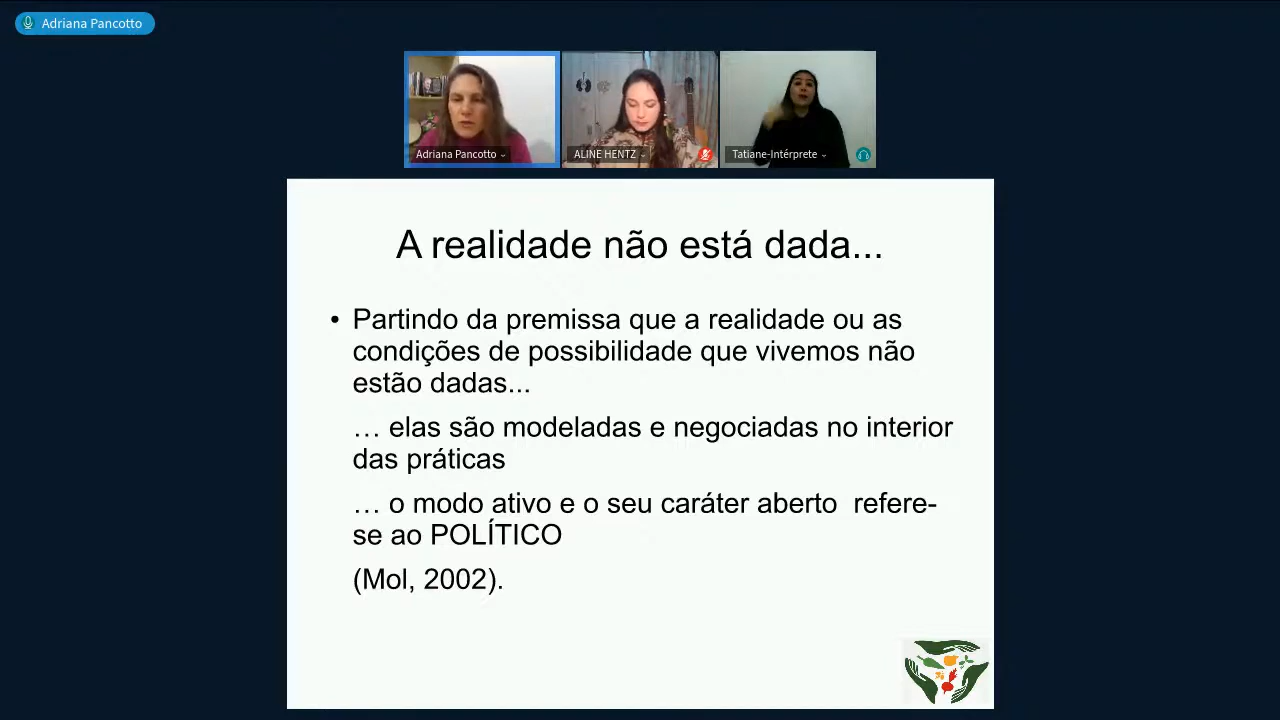 Adriana Pancotto
Adriana Pancotto
ALINE HENTZ
Tatiane-Intérprete
A realidade não está dada...
• Partindo da premissa que a realidade ou as
condições de possibilidade que vivemos não
estão dadas...
… elas são modeladas e negociadas no interior
das práticas
… o modo ativo e o seu caráter aberto  refere-
se ao POLÍTICO
(Mol, 2002).